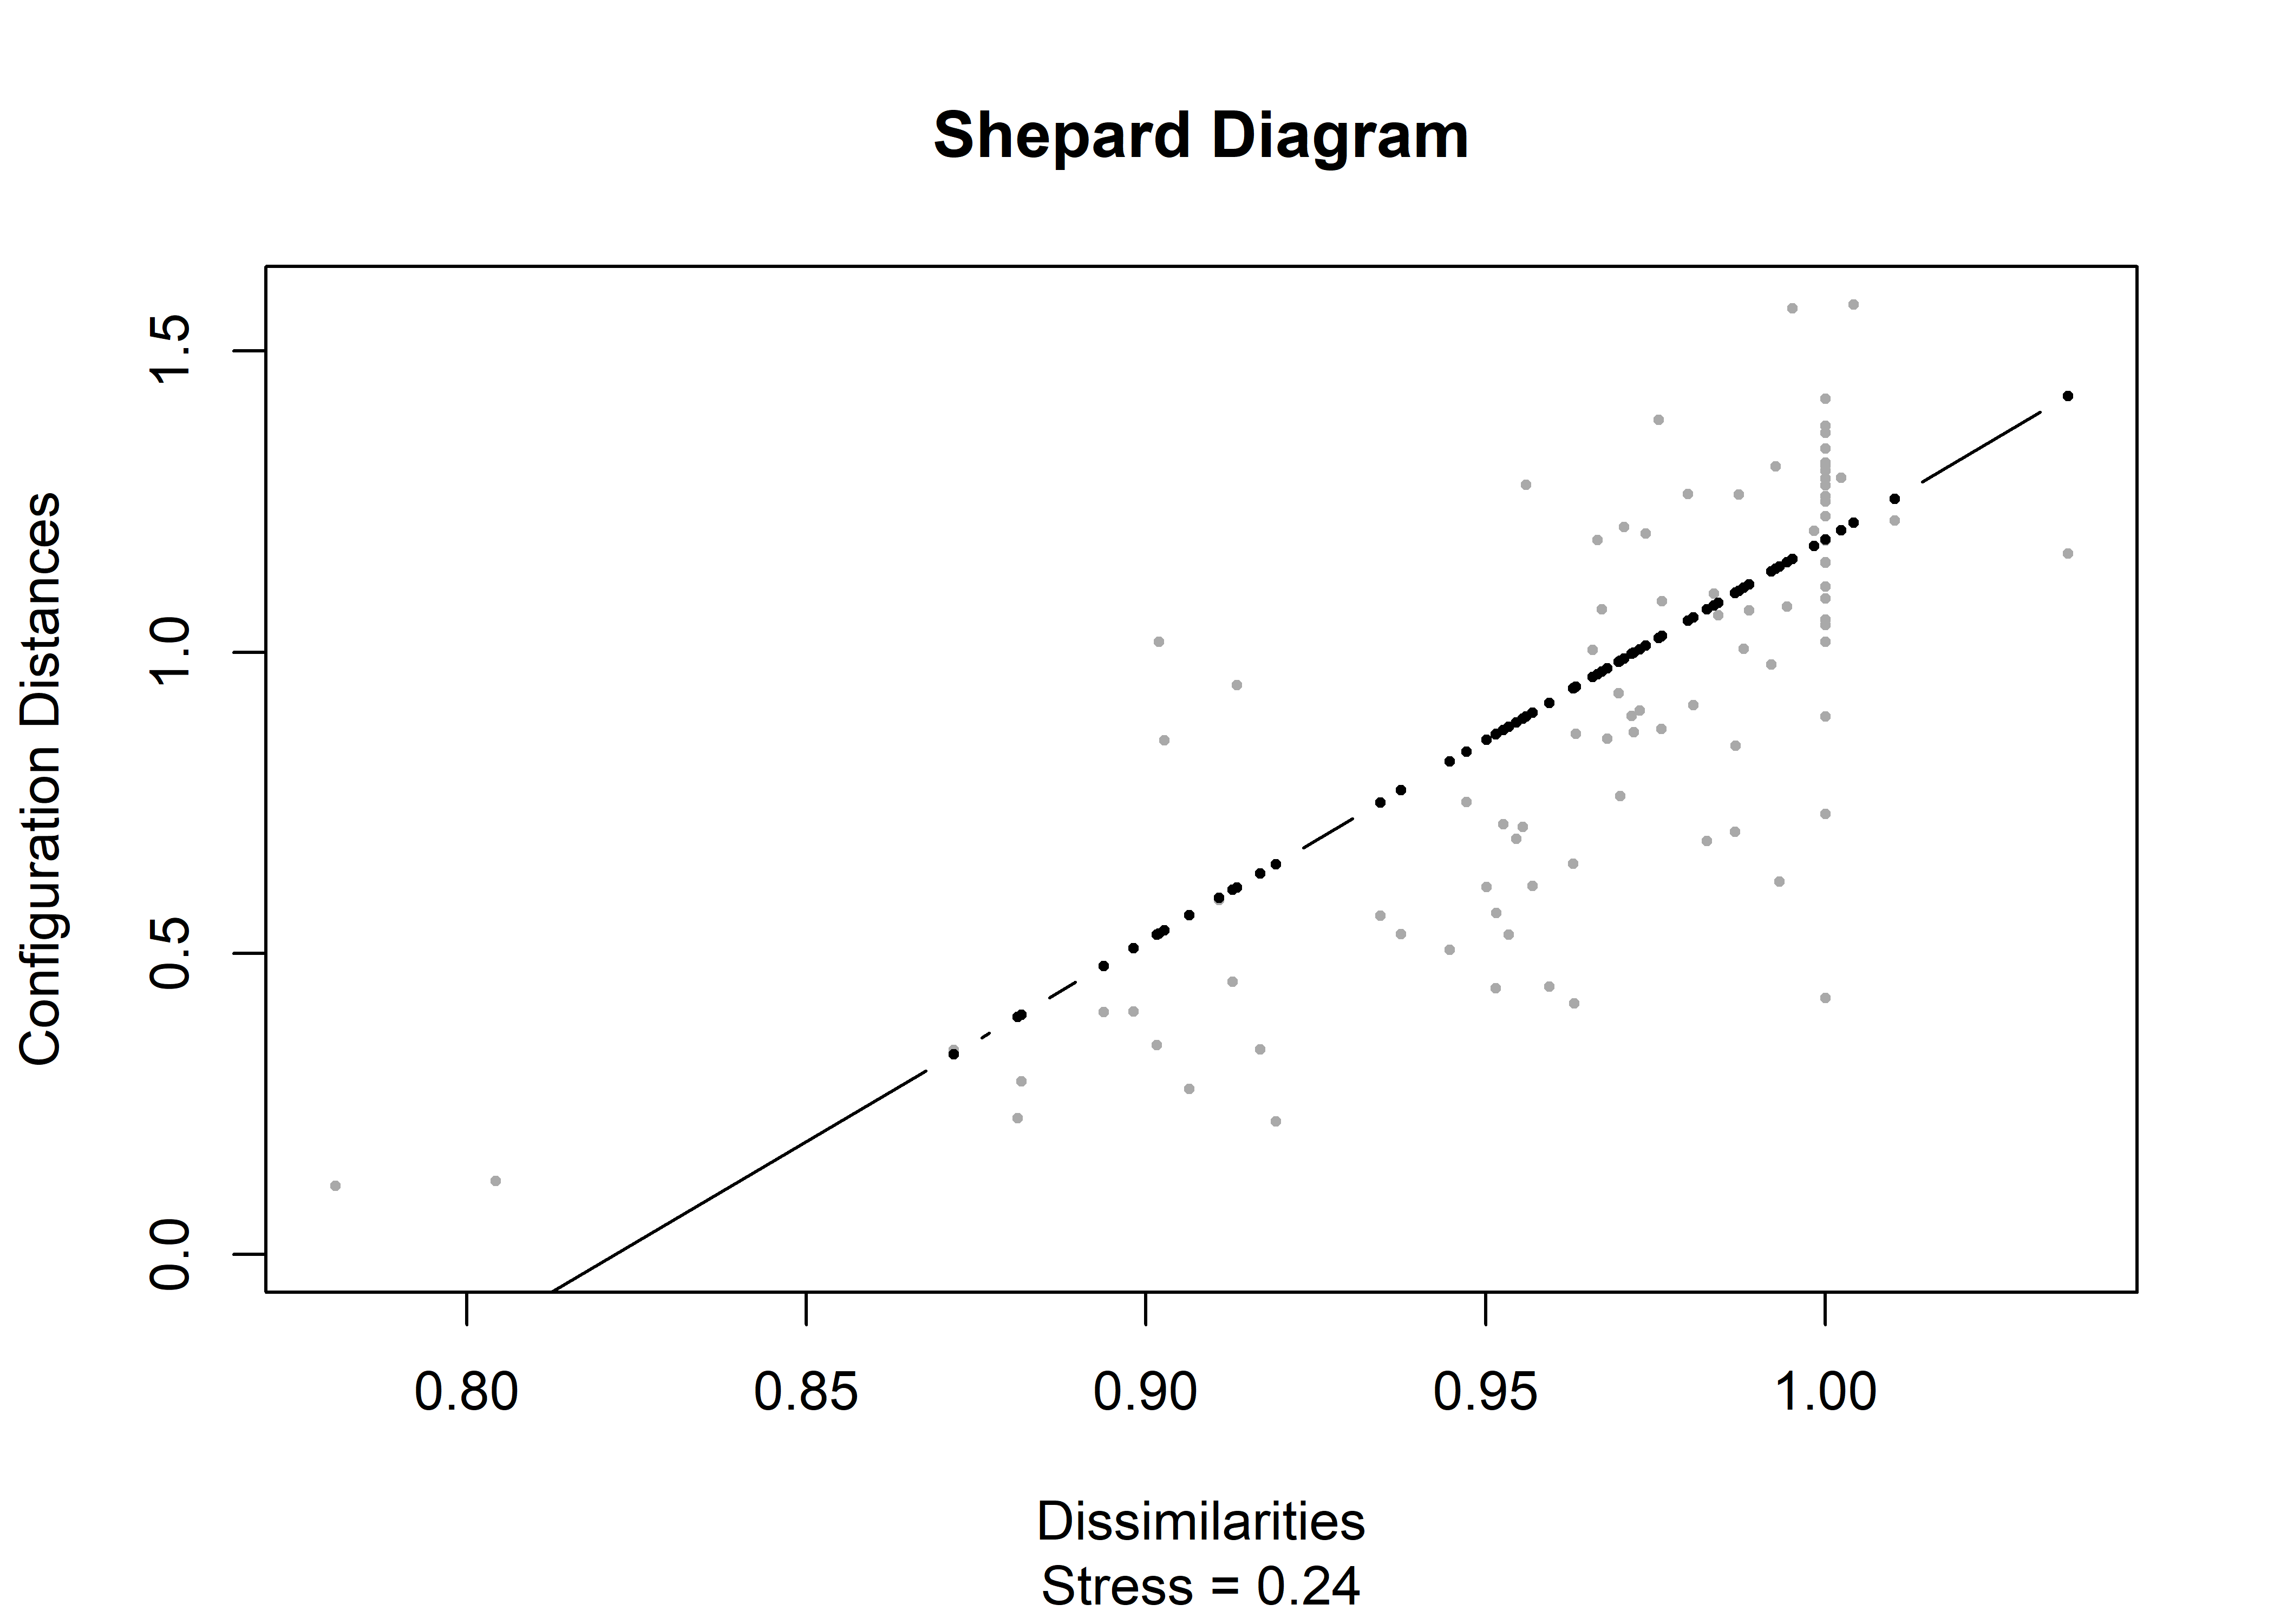 Shepard Diagram
Configuration Distances
1.5
1.0
0.5
0.0
0.80 0.85 0.90 0.95 1.00
Dissimilarities
Stress = 0.24